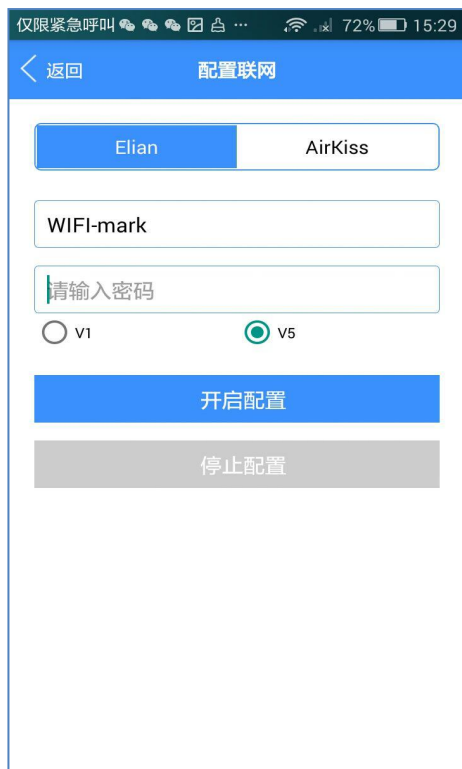 仅限紧急呼叫 72% 15:29
返回 配置联网
Elian AirKiss
WIFI-mark
请输入密码
V1 V5
开启配置
停止配置